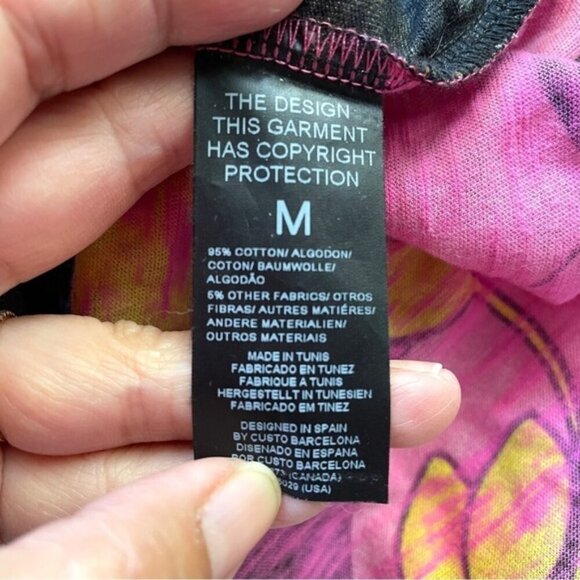 THE DESIGN
THIS GARMENT
HAS COPYRIGHT
PROTECTION
M
95% COTTON/ ALGODON/
COTON/ BAUMWOLLE/
ALGODÃO
5% OTHER FABRICS/ OTROS
FIBRAS/ AUTRES MATIÉRES/
ANDERE MATERIALIEN/
OUTROS MATERIAIS
MADE IN TUNIS
FABRICADO EN TUNEZ
FABRIQUE A TUNIS
HERGESTELLT IN TUNESIEN
FABRICADO EM TINEZ
DESIGNED IN SPAIN
BY CUSTO BARCELONA
DISENADO EN ESPAÑA
POR CUSTO BARCELONA
(CANADA)
(USA)